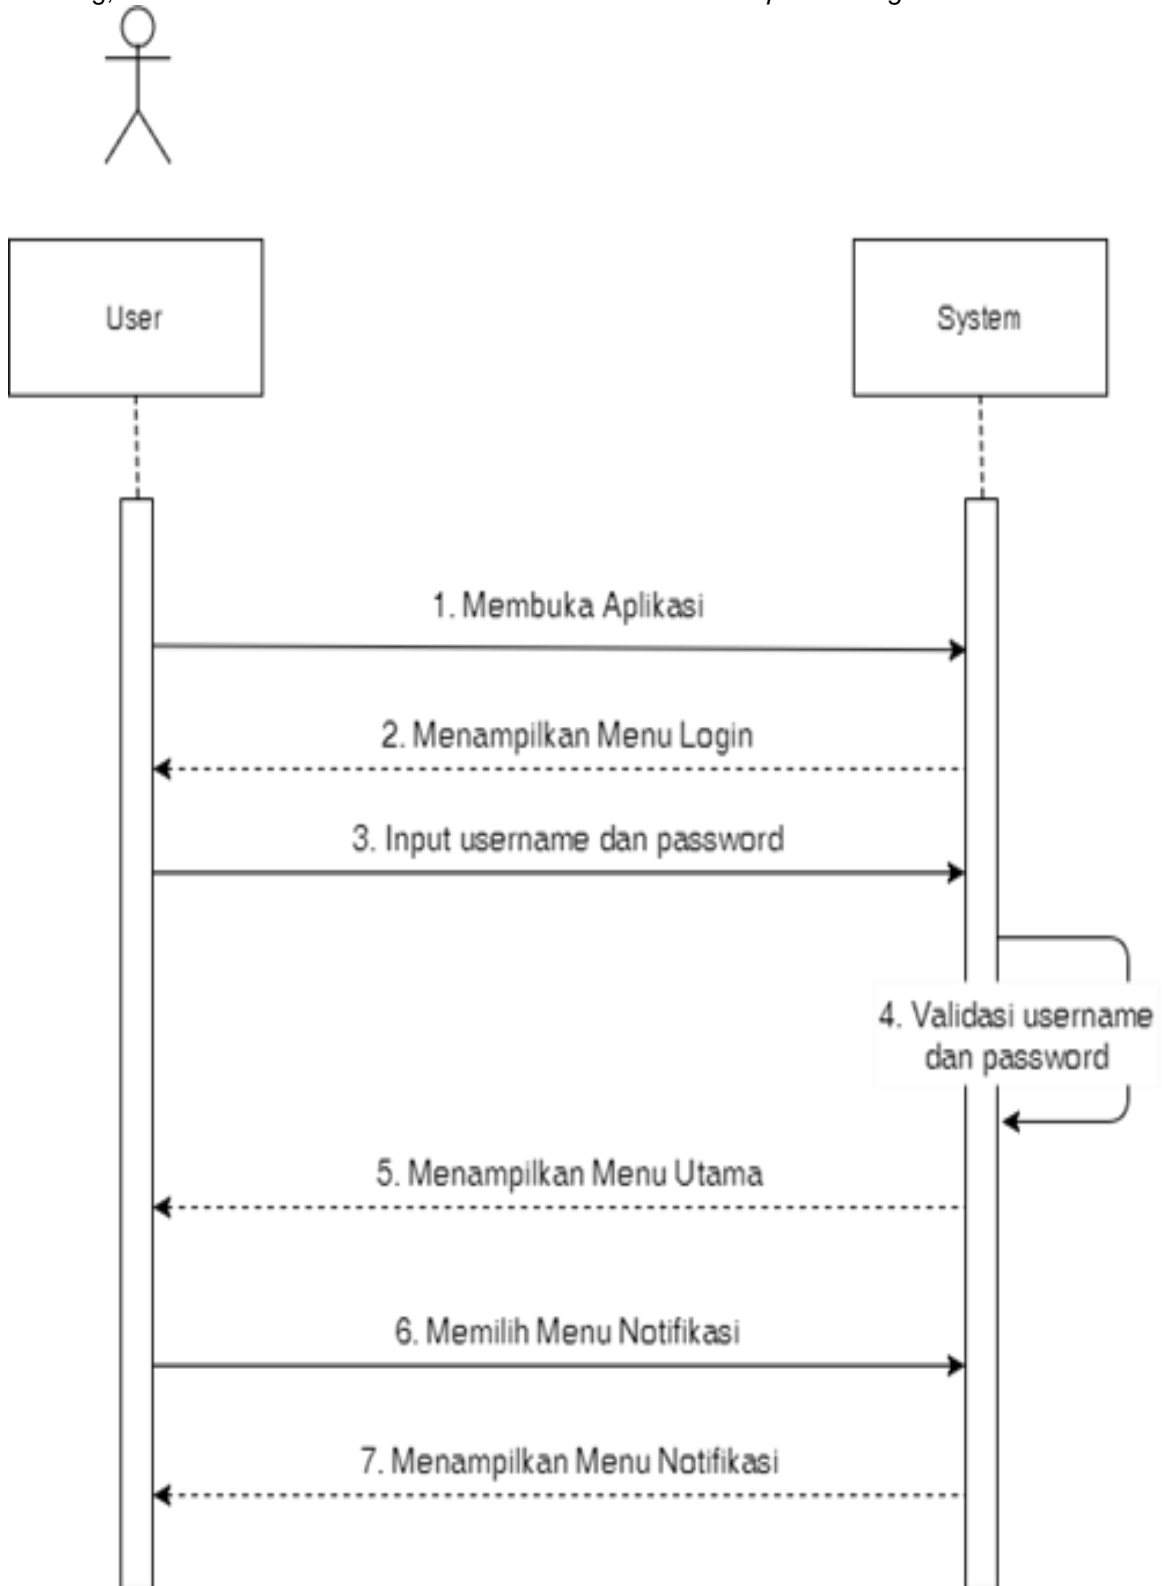 User
System
1. Membuka Aplikasi
2. Menampilkan Menu Login
3. Input username dan password
4. Validasi username
dan password
5. Menampilkan Menu Utama
6. Memilih Menu Notifikasi
7. Menampilkan Menu Notifikasi